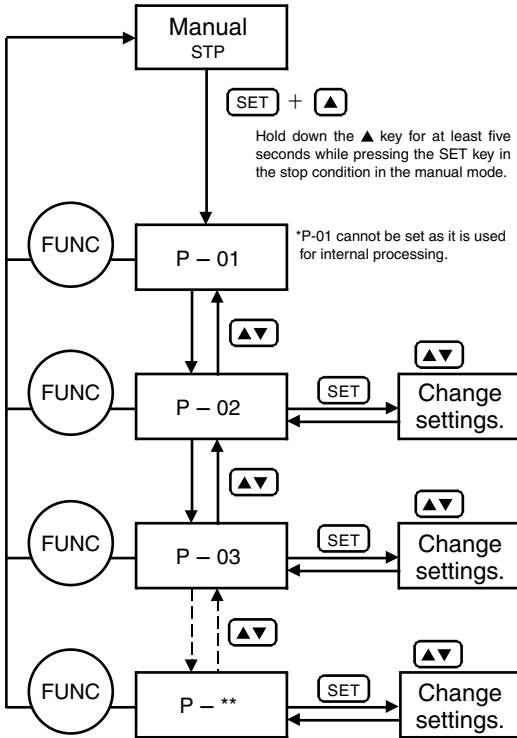 Manual
STP
SET + ▲
Hold down the ▲ key for at least five
seconds while pressing the SET key in
the stop condition in the manual mode.
FUNC
P – 01
*P-01 cannot be set as it is used
for internal processing.
▲▼
▲▼
FUNC
P – 02
SET
Change
settings.
▲▼
▲▼
FUNC
P – 03
SET
Change
settings.
▲▼
▲▼
FUNC
P – **
SET
Change
settings.